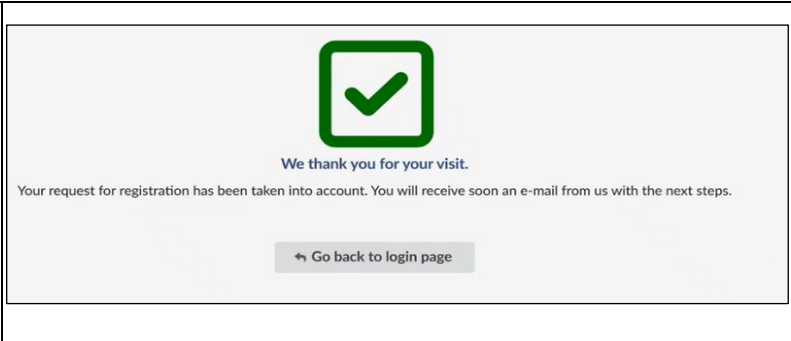 We thank you for your visit.
Your request for registration has been taken into account. You will receive soon an e-mail from us with the next steps.
Go back to login page